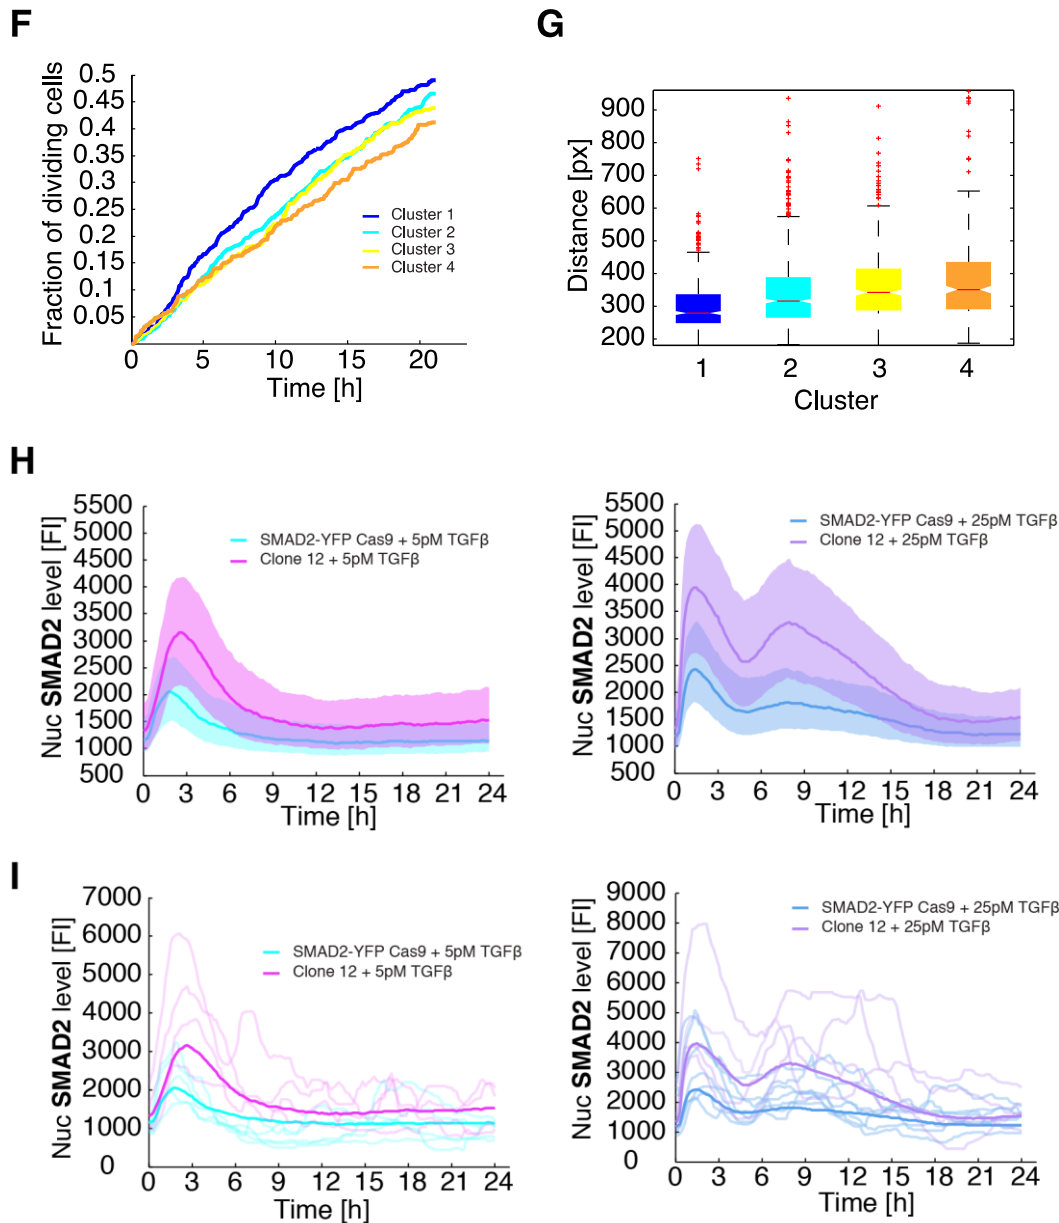 F
Fraction of dividing cells
0.5
0.45
0.4
0.35
0.3
0.25
0.2
0.15
0.1
0.05
Cluster 1
Cluster 2
Cluster 3
Cluster 4
0
5
10
15
20
Time [h]
G
Distance [px]
900
800
700
600
500
400
300
200
1
2
3
4
Cluster
H
Nuc SMAD2 level [FI]
5500
5000
4500
4000
3500
3000
2500
2000
1500
1000
500
SMAD2-YFP Cas9 + 5pM TGFβ
Clone 12 + 5pM TGFβ
0 3 6 9 12 15 18 21 24
Time [h]
Nuc SMAD2 level [FI]
5500
5000
4500
4000
3500
3000
2500
2000
1500
1000
500
SMAD2-YFP Cas9 + 25pM TGFβ
Clone 12 + 25pM TGFβ
0 3 6 9 12 15 18 21 24
Time [h]
I
Nuc SMAD2 level [FI]
7000
6000
5000
4000
3000
2000
1000
0
SMAD2-YFP Cas9 + 5pM TGFβ
Clone 12 + 5pM TGFβ
0 3 6 9 12 15 18 21 24
Time [h]
Nuc SMAD2 level [FI]
9000
8000
7000
6000
5000
4000
3000
2000
1000
0
SMAD2-YFP Cas9 + 25pM TGFβ
Clone 12 + 25pM TGFβ
0 3 6 9 12 15 18 21 24
Time [h]